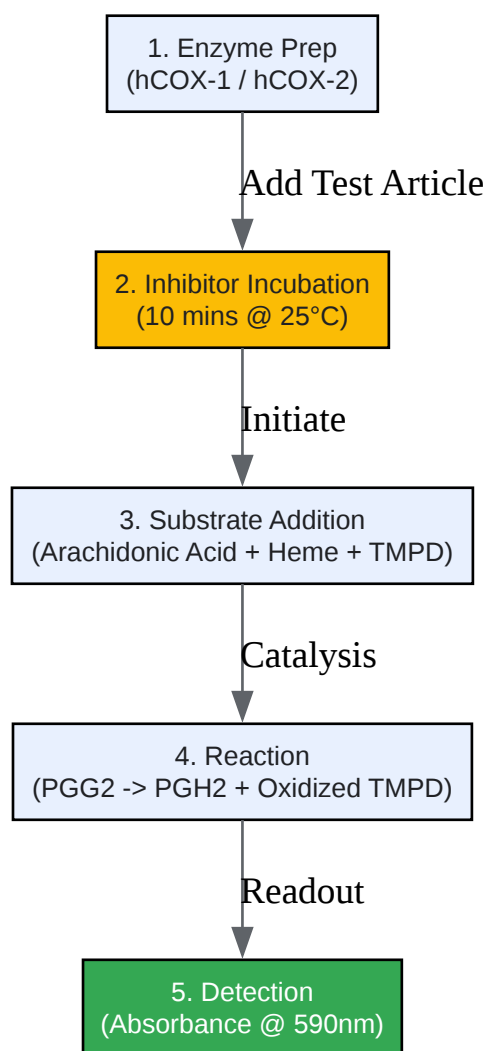 1. Enzyme Prep
(hCOX-1 / hCOX-2)
Add Test Article
2. Inhibitor Incubation
(10 mins @ 25°C)
Initiate
3. Substrate Addition
(Arachidonic Acid + Heme + TMPD)
Catalysis
4. Reaction
(PGG2 -> PGH2 + Oxidized TMPD)
Readout
5. Detection
(Absorbance @ 590nm)